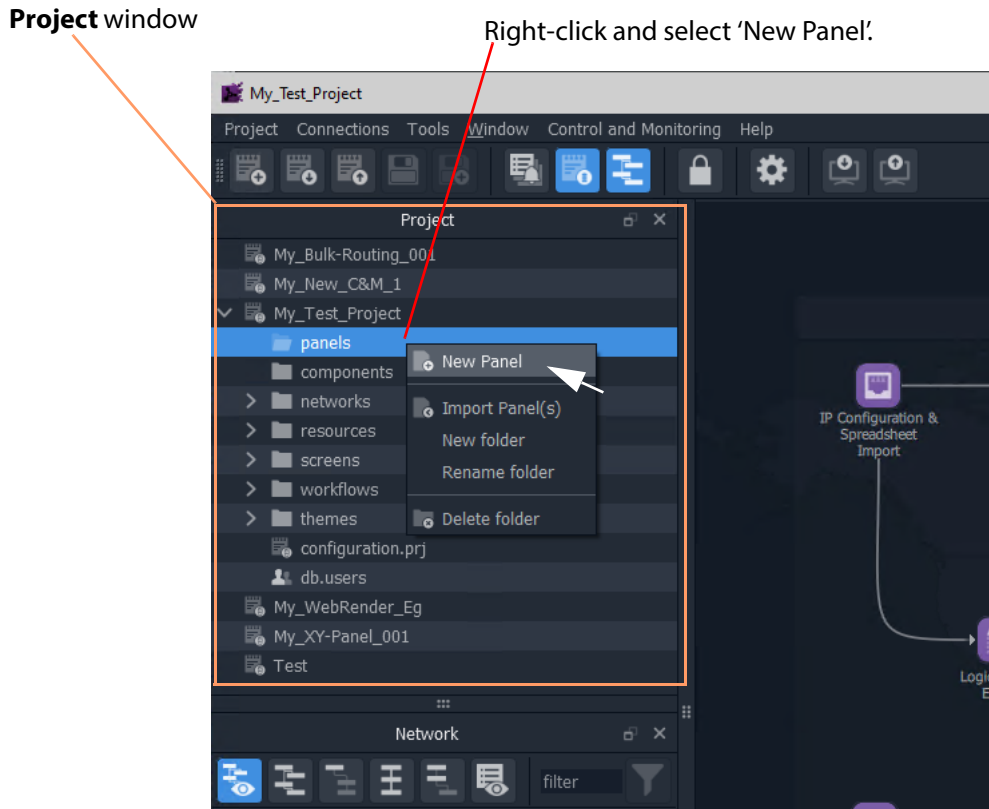 Project window
Right-click and select ‘New Panel’.
My_Test_Project
Project Connections Tools Window Control and Monitoring Help
Project
My_Bulk-Routing_001
My_New_C&M_1
My_Test_Project
panels
New Panel
components
Import Panel(s)
networks
New folder
resources
Rename folder
screens
workflows
Delete folder
themes
configuration.prj
db.users
My_WebRender_Eg
My_XY-Panel_001
Test
IP Configuration &
Spreadsheet
Import
Logi
E
Network
filter